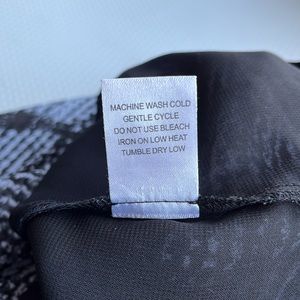 MACHINE WASH COLD
GENTLE CYCLE
DO NOT USE BLEACH
IRON ON LOW HEAT
TUMBLE DRY LOW